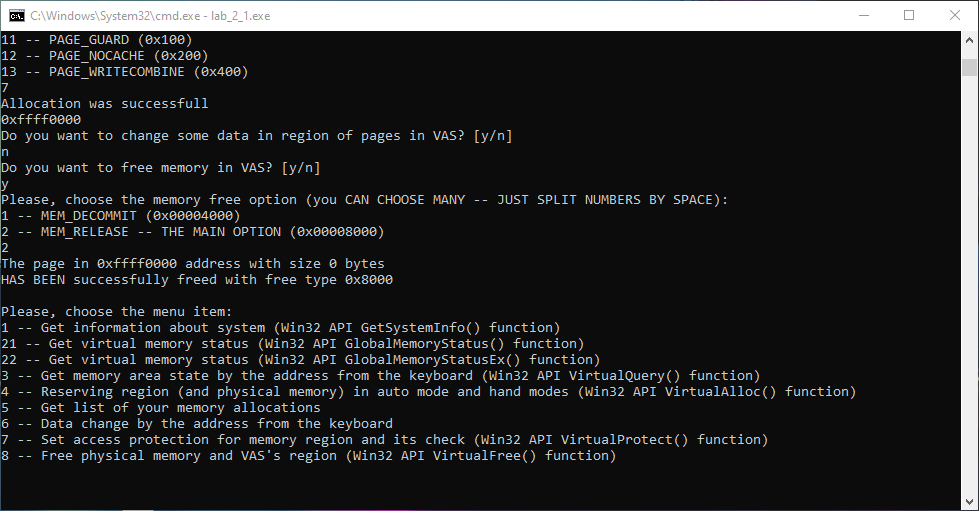 C:\Windows\System32\cmd.exe - lab_2_1.exe
11 -- PAGE_GUARD (0x100)
12 -- PAGE_NOCACHE (0x200)
13 -- PAGE_WRITECOMBINE (0x400)
7
Allocation was successfull
0xffff0000
Do you want to change some data in region of pages in VAS? [y/n]
n
Do you want to free memory in VAS? [y/n]
y
Please, choose the memory free option (you CAN CHOOSE MANY -- JUST SPLIT NUMBERS BY SPACE):
1 -- MEM_DECOMMIT (0x00004000)
2 -- MEM_RELEASE -- THE MAIN OPTION (0x00008000)
2
The page in 0xffff0000 address with size 0 bytes
HAS BEEN successfully freed with free type 0x8000
Please, choose the menu item:
1 -- Get information about system (Win32 API GetSystemInfo() function)
21 -- Get virtual memory status (Win32 API GlobalMemoryStatus() function)
22 -- Get virtual memory status (Win32 API GlobalMemoryStatusEx() function)
3 -- Get memory area state by the address from the keyboard (Win32 API VirtualQuery() function)
4 -- Reserving region (and physical memory) in auto mode and hand modes (Win32 API VirtualAlloc() function)
5 -- Get list of your memory allocations
6 -- Data change by the address from the keyboard
7 -- Set access protection for memory region and its check (Win32 API VirtualProtect() function)
8 -- Free physical memory and VAS's region (Win32 API VirtualFree() function)